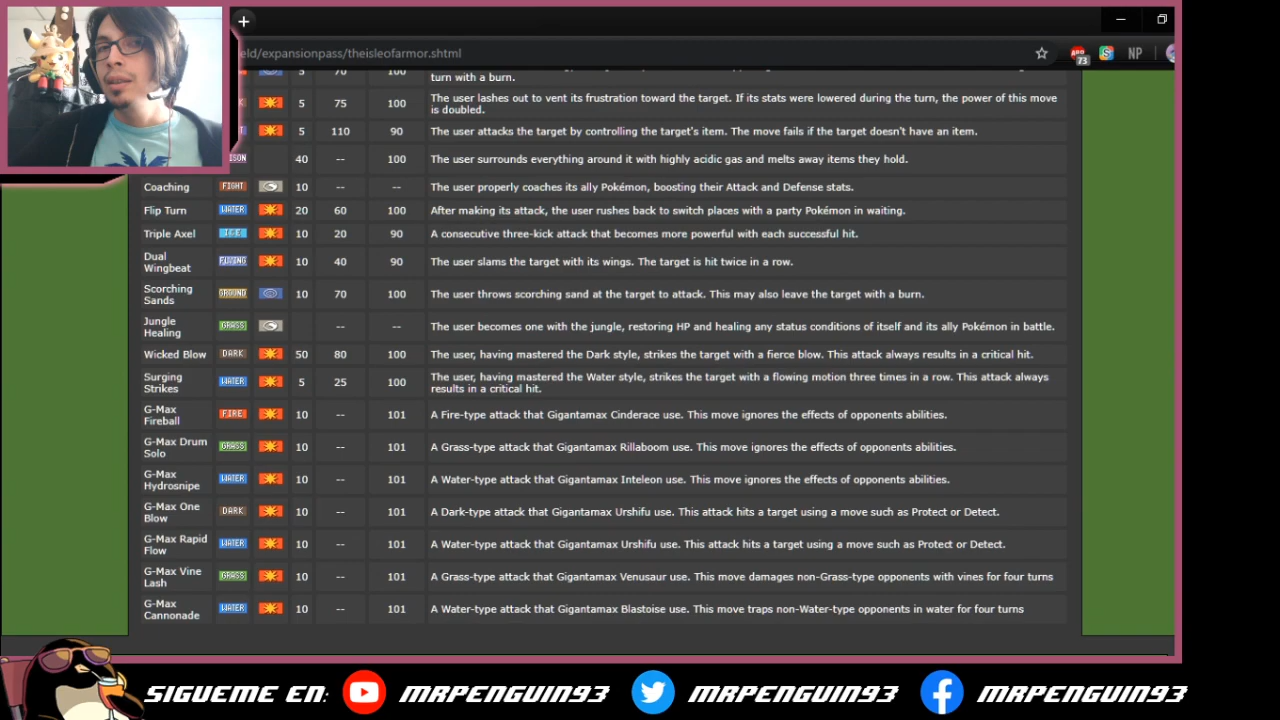 eld/expansionpass/theisleofarmor.shtml
73
NP
5 70 100
turn with a burn.
5 75 100 The user lashes out to vent its frustration toward the target. If its stats were lowered during the turn, the power of this move
is doubled.
5 110 90 The user attacks the target by controlling the target's item. The move fails if the target doesn't have an item.
40 -- 100 The user surrounds everything around it with highly acidic gas and melts away items they hold.
Coaching FIGHT 10 -- -- The user properly coaches its ally Pokémon, boosting their Attack and Defense stats.
Flip Turn WATER 20 60 100 After making its attack, the user rushes back to switch places with a party Pokémon in waiting.
Triple Axel ICE 10 20 90 A consecutive three-kick attack that becomes more powerful with each successful hit.
Dual
Wingbeat FLYING 10 40 90 The user slams the target with its wings. The target is hit twice in a row.
Scorching
Sands GROUND 10 70 100 The user throws scorching sand at the target to attack. This may also leave the target with a burn.
Jungle
Healing GRASS -- -- The user becomes one with the jungle, restoring HP and healing any status conditions of itself and its ally Pokémon in battle.
Wicked Blow DARK 50 80 100 The user, having mastered the Dark style, strikes the target with a fierce blow. This attack always results in a critical hit.
Surging
Strikes WATER 5 25 100 The user, having mastered the Water style, strikes the target with a flowing motion three times in a row. This attack always
results in a critical hit.
G-Max
Fireball FIRE 10 -- 101 A Fire-type attack that Gigantamax Cinderace use. This move ignores the effects of opponents abilities.
G-Max Drum
Solo GRASS 10 -- 101 A Grass-type attack that Gigantamax Rillaboom use. This move ignores the effects of opponents abilities.
G-Max
Hydrosnipe WATER 10 -- 101 A Water-type attack that Gigantamax Inteleon use. This move ignores the effects of opponents abilities.
G-Max One
Blow DARK 10 -- 101 A Dark-type attack that Gigantamax Urshifu use. This attack hits a target using a move such as Protect or Detect.
G-Max Rapid
Flow WATER 10 -- 101 A Water-type attack that Gigantamax Urshifu use. This attack hits a target using a move such as Protect or Detect.
G-Max Vine
Lash GRASS 10 -- 101 A Grass-type attack that Gigantamax Venusaur use. This move damages non-Grass-type opponents with vines for four turns
G-Max
Cannonade WATER 10 -- 101 A Water-type attack that Gigantamax Blastoise use. This move traps non-Water-type opponents in water for four turns
SIGUEME EN: MRPENGUIN93 MRPENGUIN93 MRPENGUIN93